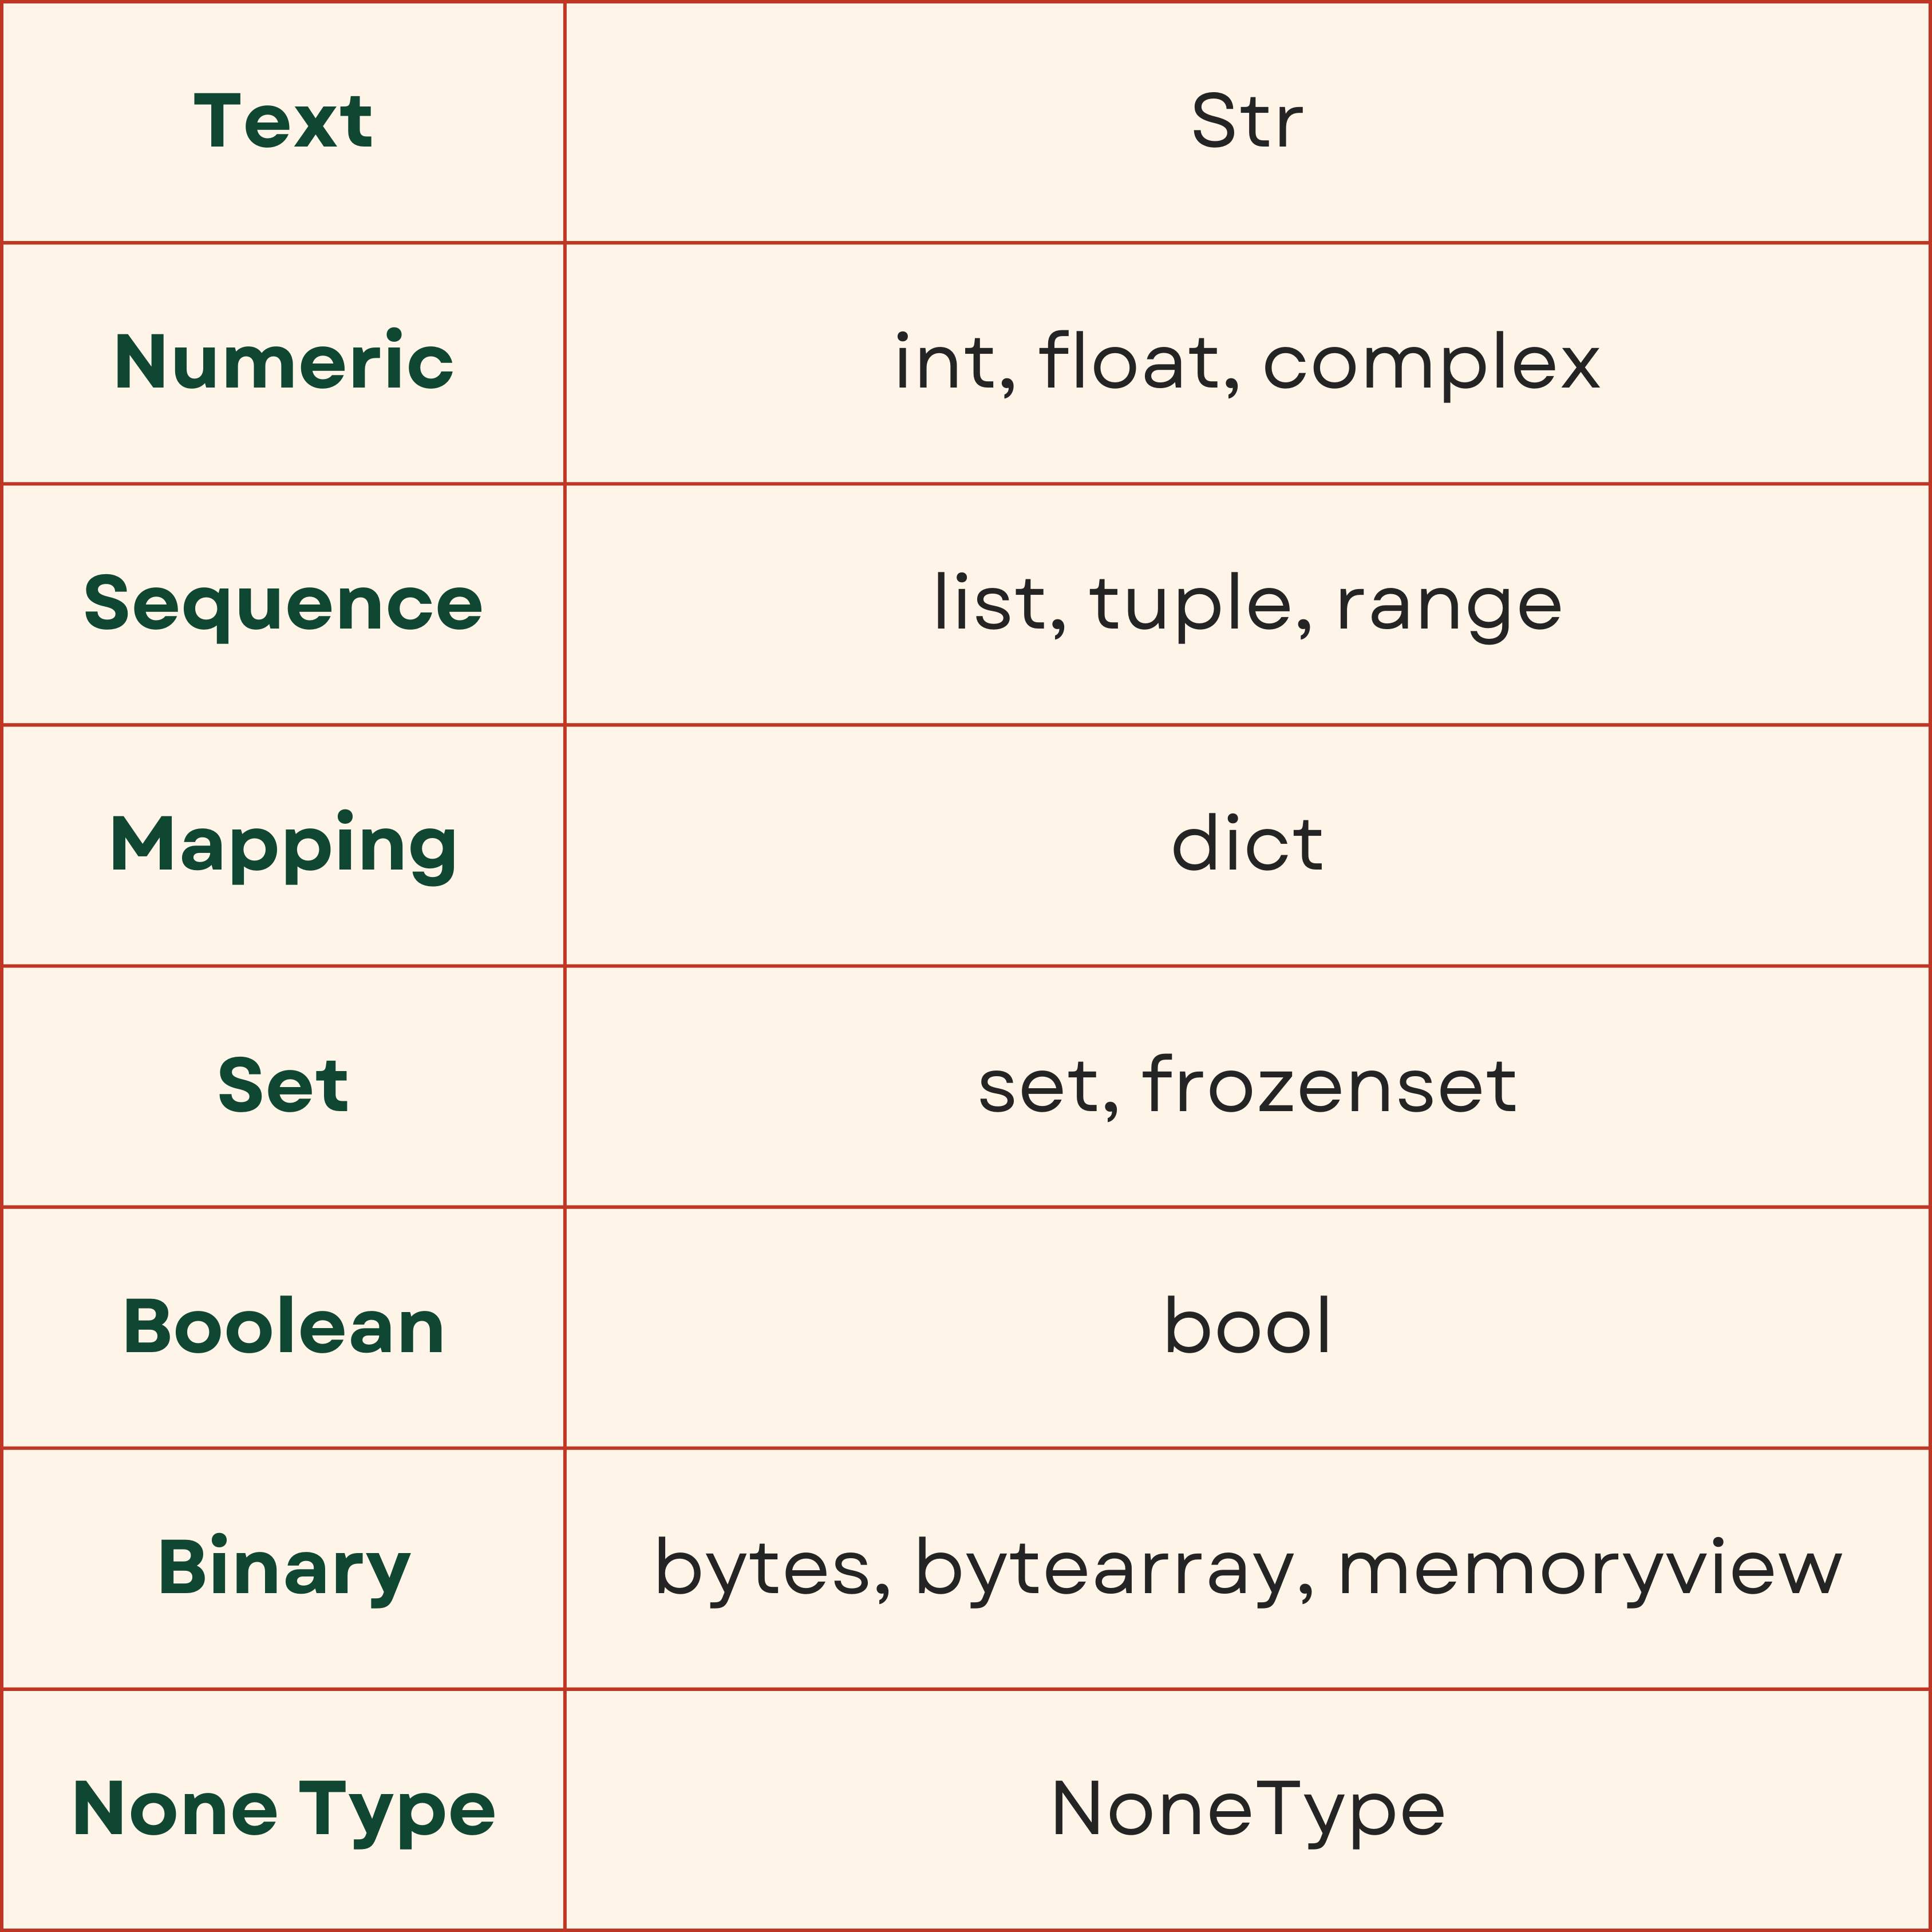 Text Str
Numeric int, float, complex
Sequence list, tuple, range
Mapping dict
Set set, frozenset
Boolean bool
Binary bytes, bytearray, memoryview
None Type NoneType